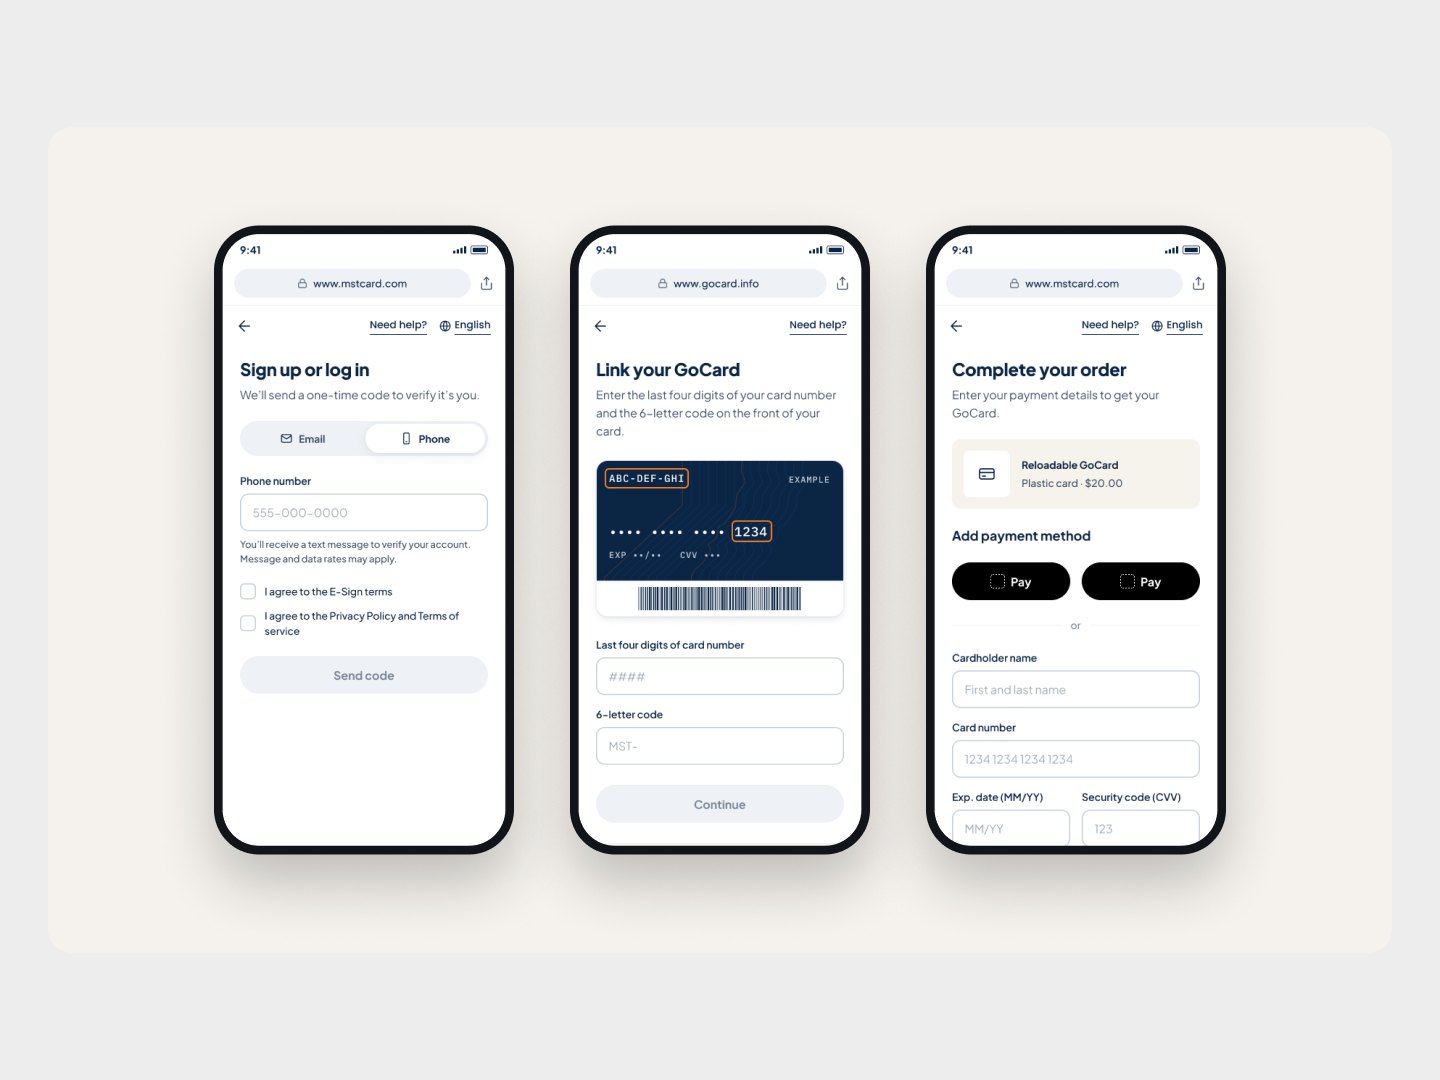 9:41
www.mstcard.com
Need help?
English
Sign up or log in
We'll send a one-time code to verify it's you.
Email
Phone
Phone number
555-000-0000
You'll receive a text message to verify your account.
Message and data rates may apply.
I agree to the E-Sign terms
I agree to the Privacy Policy and Terms of
service
Send code
9:41
www.gocard.info
Need help?
Link your GoCard
Enter the last four digits of your card number
and the 6-letter code on the front of your
card.
ABC-DEF-GHI
EXAMPLE
•••• •••• •••• 1234
EXP ••/•• CVV •••
Last four digits of card number
####
6-letter code
MST-
Continue
9:41
www.mstcard.com
Need help?
English
Complete your order
Enter your payment details to get your
GoCard.
Reloadable GoCard
Plastic card · $20.00
Add payment method
Pay
Pay
or
Cardholder name
First and last name
Card number
1234 1234 1234 1234
Exp. date (MM/YY)
Security code (CVV)
MM/YY
123